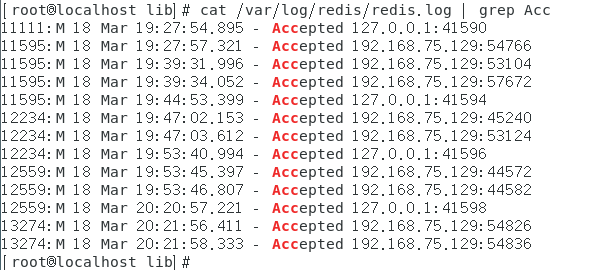 [root@localhost lib]# cat /var/log/redis/redis.log | grep Acc
11111:M 18 Mar 19:27:54.895 - Accepted 127.0.0.1:41590
11595:M 18 Mar 19:27:57.321 - Accepted 192.168.75.129:54766
11595:M 18 Mar 19:39:31.996 - Accepted 192.168.75.129:53104
11595:M 18 Mar 19:39:34.052 - Accepted 192.168.75.129:57672
11595:M 18 Mar 19:44:53.399 - Accepted 127.0.0.1:41594
12234:M 18 Mar 19:47:02.153 - Accepted 192.168.75.129:45240
12234:M 18 Mar 19:47:03.612 - Accepted 192.168.75.129:53124
12234:M 18 Mar 19:53:40.994 - Accepted 127.0.0.1:41596
12559:M 18 Mar 19:53:45.397 - Accepted 192.168.75.129:44572
12559:M 18 Mar 19:53:46.807 - Accepted 192.168.75.129:44582
12559:M 18 Mar 20:20:57.221 - Accepted 127.0.0.1:41598
13274:M 18 Mar 20:21:56.411 - Accepted 192.168.75.129:54826
13274:M 18 Mar 20:21:58.333 - Accepted 192.168.75.129:54836
[root@localhost lib]#